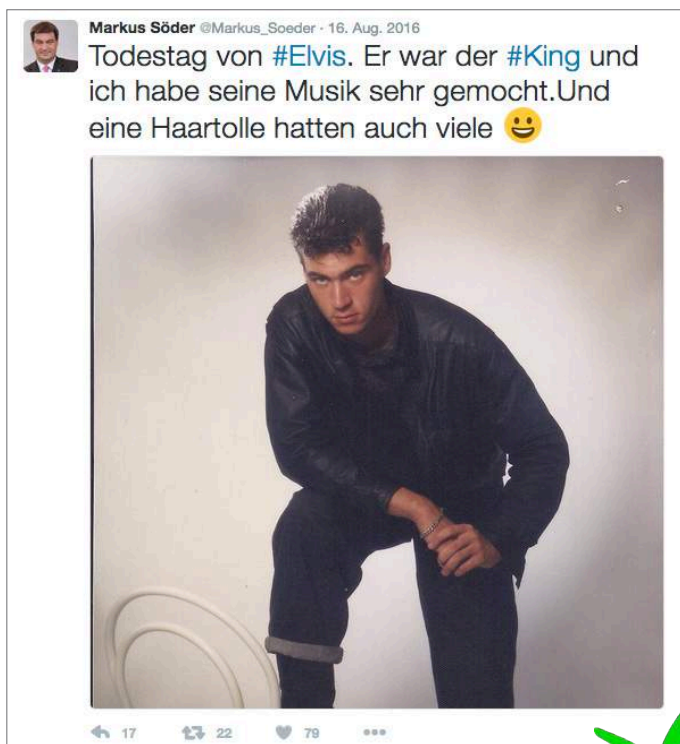 Markus Söder @Markus_Soeder · 16. Aug. 2016
Todestag von #Elvis. Er war der #King und
ich habe seine Musik sehr gemocht.Und
eine Haartolle hatten auch viele 😀
17 22 79